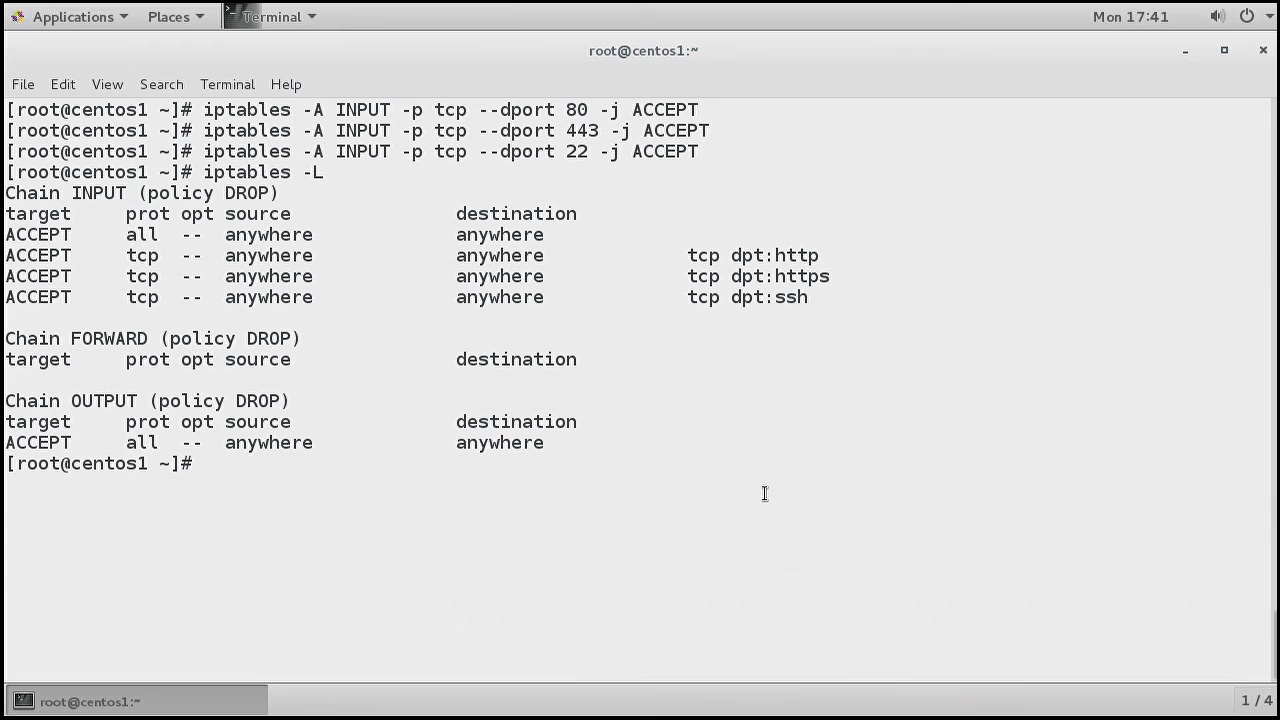 Applications Places Terminal Mon 17:41
root@centos1:~
File Edit View Search Terminal Help
[root@centos1 ~]# iptables -A INPUT -p tcp --dport 80 -j ACCEPT
[root@centos1 ~]# iptables -A INPUT -p tcp --dport 443 -j ACCEPT
[root@centos1 ~]# iptables -A INPUT -p tcp --dport 22 -j ACCEPT
[root@centos1 ~]# iptables -L
Chain INPUT (policy DROP)
target     prot opt source               destination
ACCEPT     all  --  anywhere             anywhere
ACCEPT     tcp  --  anywhere             anywhere             tcp dpt:http
ACCEPT     tcp  --  anywhere             anywhere             tcp dpt:https
ACCEPT     tcp  --  anywhere             anywhere             tcp dpt:ssh
Chain FORWARD (policy DROP)
target     prot opt source               destination
Chain OUTPUT (policy DROP)
target     prot opt source               destination
ACCEPT     all  --  anywhere             anywhere
[root@centos1 ~]#
root@centos1:~ 1 / 4